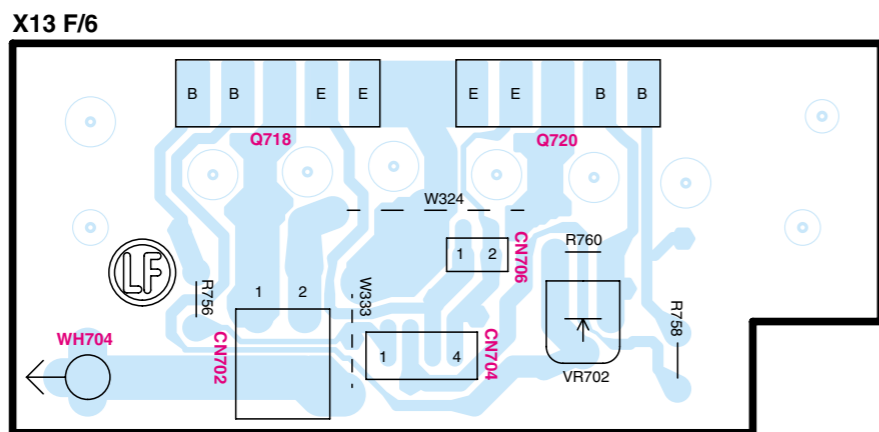 X13 F/6
B B E E
E E B B
Q718
Q720
W324
1 2
CN706
R760
LF
R756
1 2
W333
CN702
WH704
1 4
CN704
VR702
R758